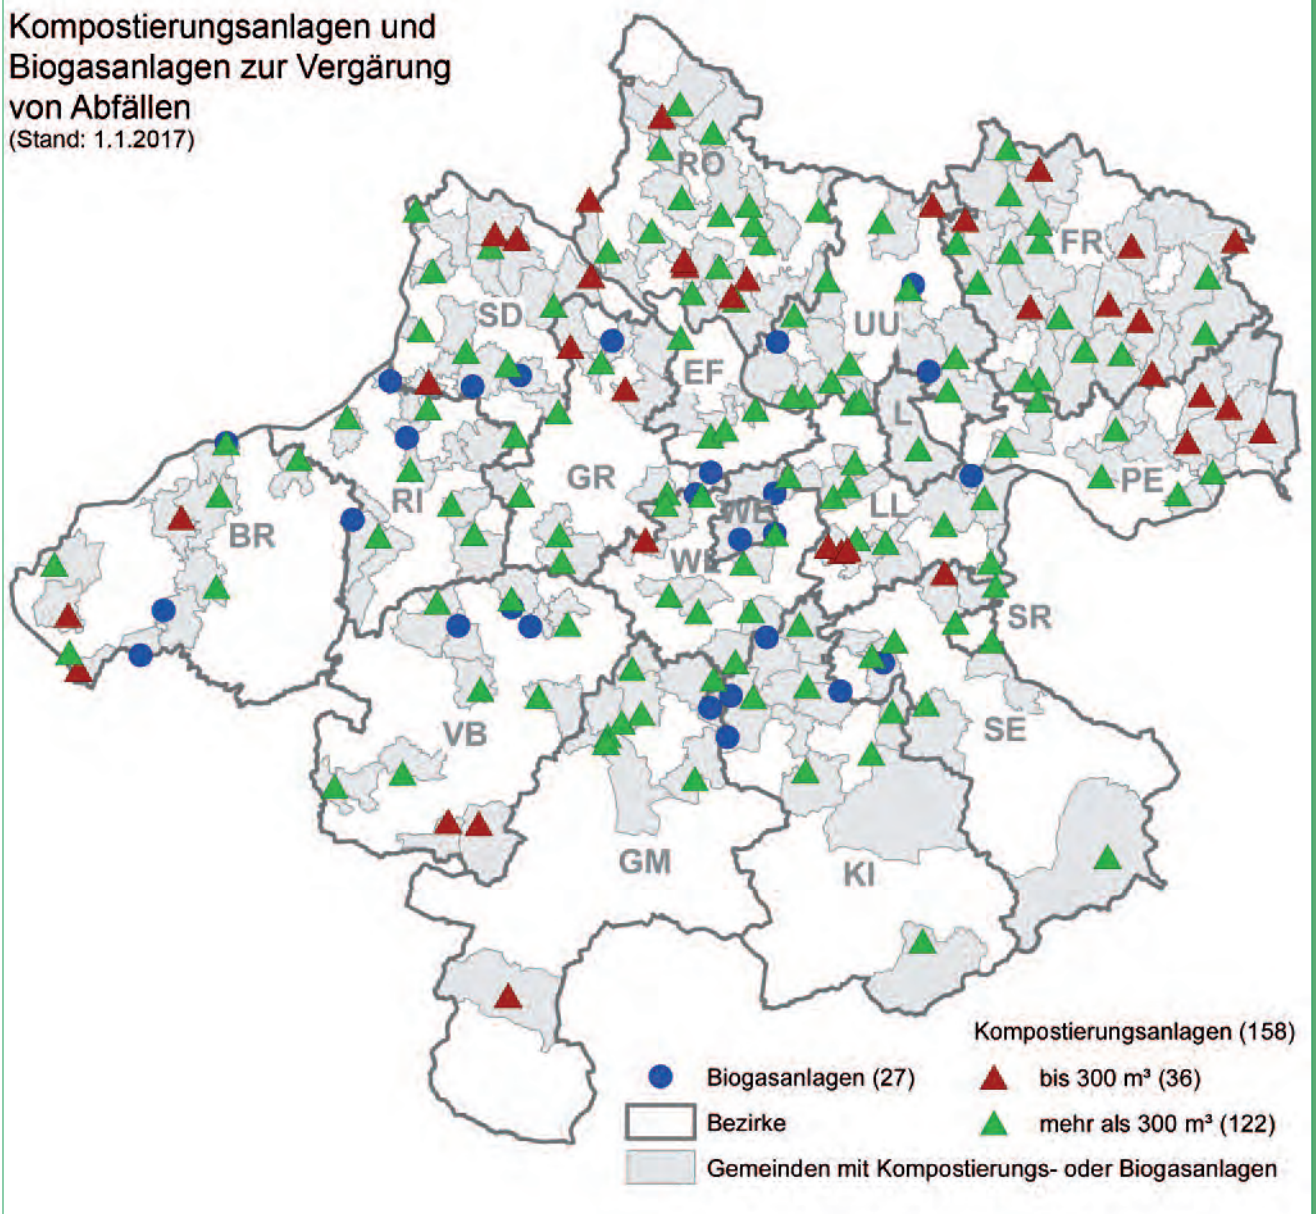 Kompostierungsanlagen und
Biogasanlagen zur Vergärung
von Abfällen
(Stand: 1.1.2017)
RO
FR
SD
UU
EF
L
GR
PE
RI
LL
BR
WE
WL
SR
VB
SE
GM
KI
Kompostierungsanlagen (158)
Biogasanlagen (27)
bis 300 m³ (36)
Bezirke
mehr als 300 m³ (122)
Gemeinden mit Kompostierungs- oder Biogasanlagen